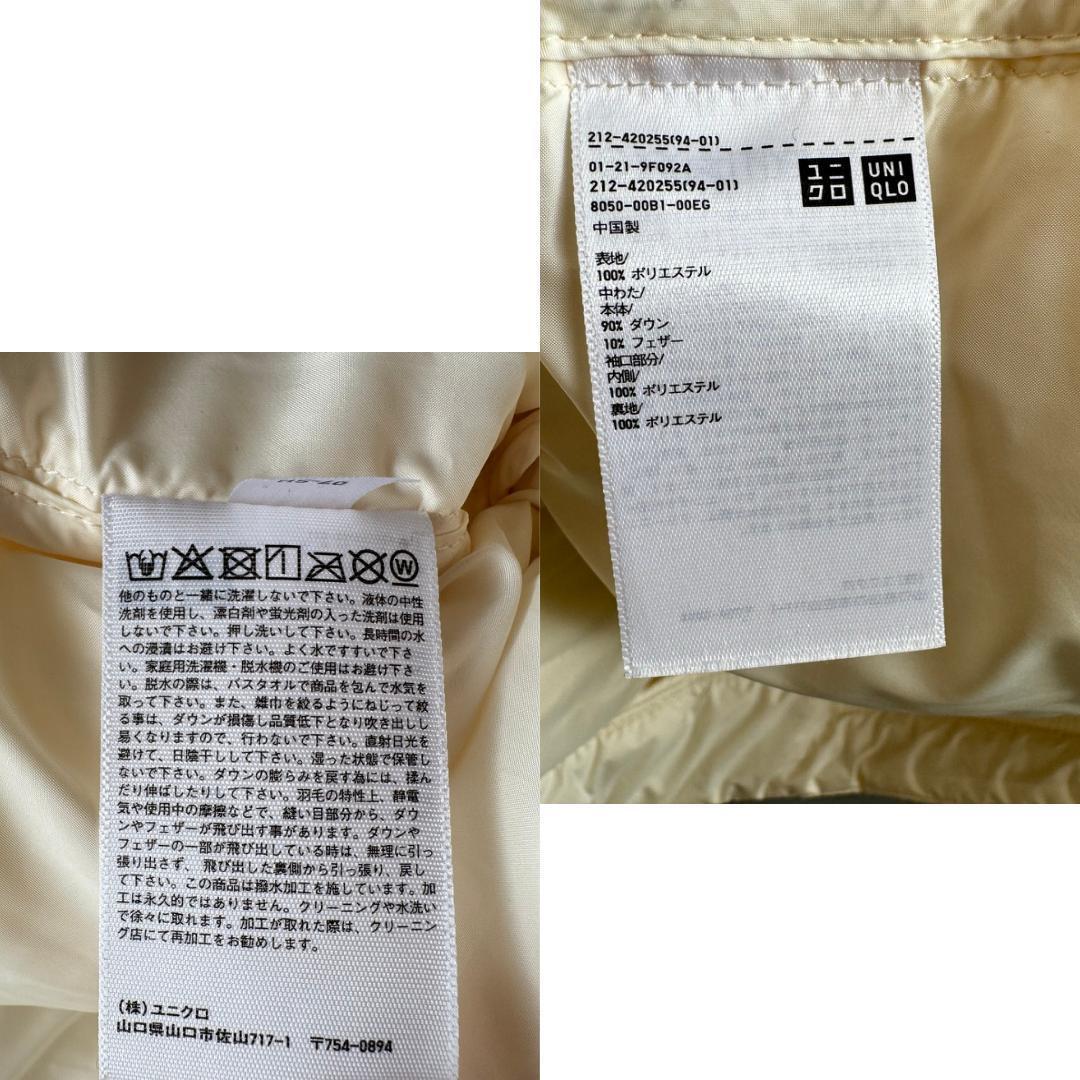 212-420255(94-01)
01-21-9F092A
212-420255(94-01)
8050-00B1-00EG
中国製
ユニクロ
UNIQLO
表地/
100% ポリエステル
中わた/
本体/
90% ダウン
10% フェザー
袖口部分/
内側/
100% ポリエステル
裏地/
100% ポリエステル
W
他のものと一緒に洗濯しないで下さい。液体の中性
洗剤を使用し、漂白剤や蛍光剤の入った洗剤は使用
しないで下さい。押し洗いして下さい。長時間の水
への浸漬はお避け下さい。よく水ですすいで下さ
い。家庭用洗濯機・脱水機のご使用はお避け下さ
い。脱水の際は、バスタオルで商品を包んで水気を
取って下さい。また、雑巾を絞るようにねじって絞
る事は、ダウンが損傷し品質低下となり吹き出しし
易くなりますので、行わないで下さい。直射日光を
避けて、日陰干しして下さい。湿った状態で保管し
ないで下さい。ダウンの膨らみを戻す為には、揉ん
だり伸ばしたりして下さい。羽毛の特性上、静電
気や使用中の摩擦などで、縫い目部分から、ダウ
ンやフェザーが飛び出す事があります。ダウンや
フェザーの一部が飛び出している時は、無理に引っ
張り出さず、飛び出した裏側から引っ張り、戻し
て下さい。この商品は撥水加工を施しています。加
工は永久的ではありません。クリーニングや水洗い
で徐々に取れます。加工が取れた際は、クリーニン
グ店にて再加工をお勧めします。
(株)ユニクロ
山口県山口市佐山717-1 〒754-0894